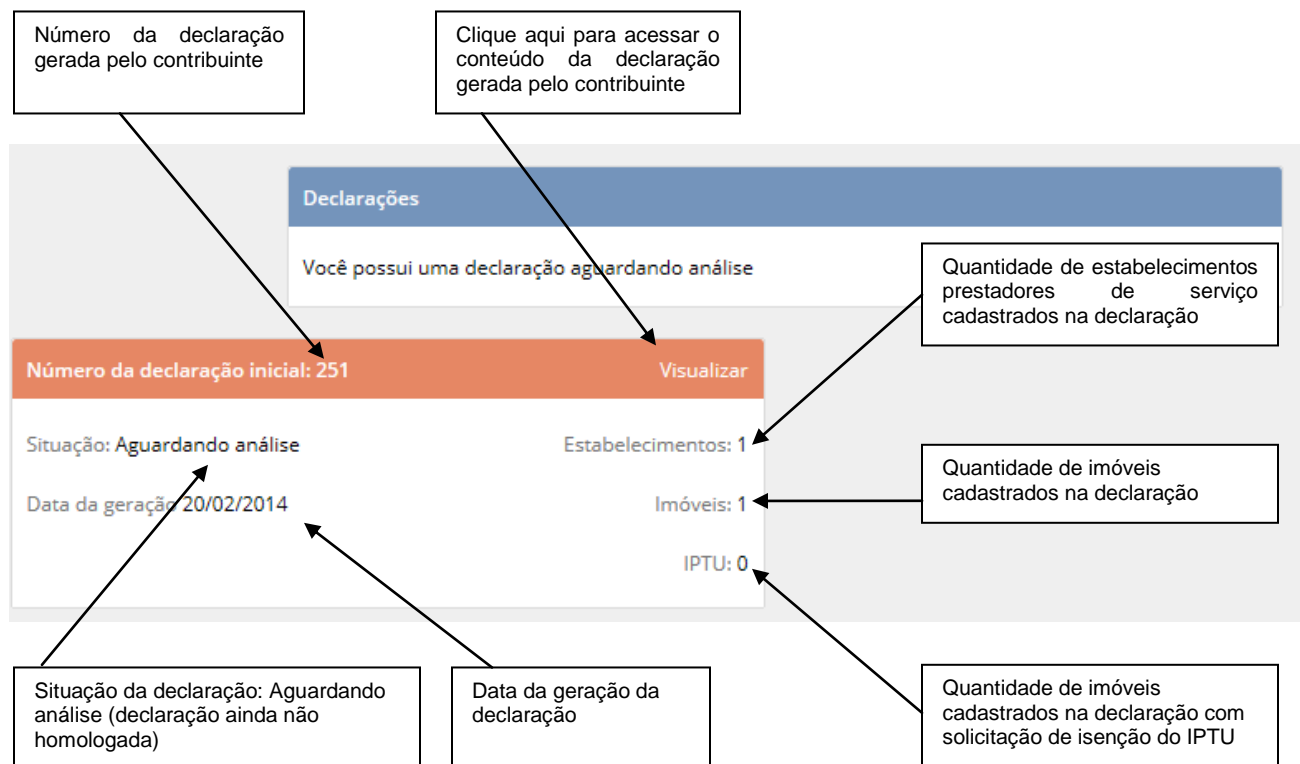 Número da declaração
gerada pelo contribuinte
Clique aqui para acessar o
conteúdo da declaração
gerada pelo contribuinte
Declarações
Você possui uma declaração aguardando análise
Quantidade de estabelecimentos
prestadores de serviço
cadastrados na declaração
Número da declaração inicial: 251
Visualizar
Situação: Aguardando análise
Estabelecimentos: 1
Data da geração 20/02/2014
Imóveis: 1
IPTU: 0
Quantidade de imóveis
cadastrados na declaração
Situação da declaração: Aguardando
análise (declaração ainda não
homologada)
Data da geração da
declaração
Quantidade de imóveis
cadastrados na declaração com
solicitação de isenção do IPTU